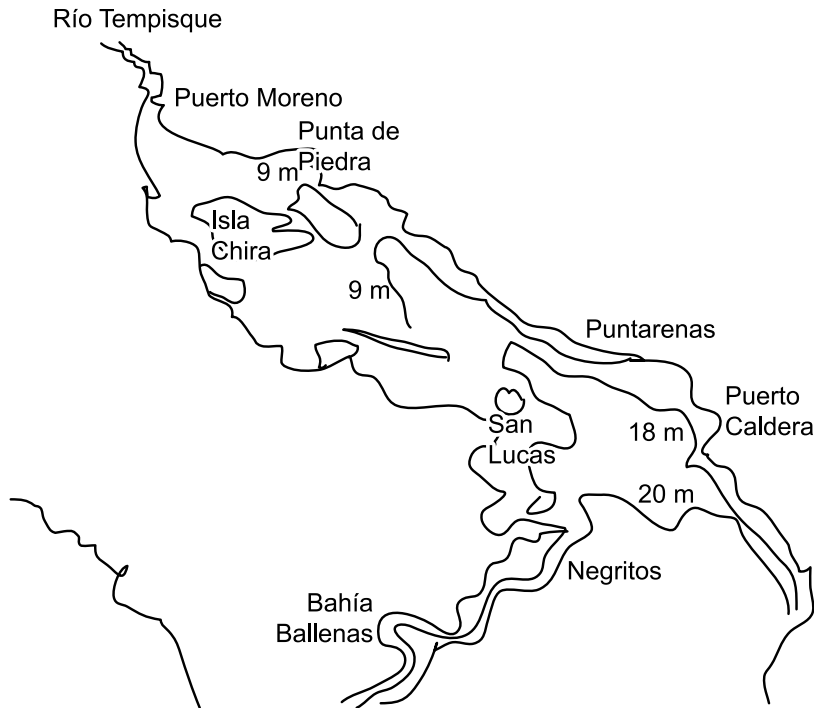 Río Tempisque
Puerto Moreno
Punta de
Piedra
9 m
Isla
Chira
9 m
Puntarenas
Puerto
Caldera
San
Lucas
18 m
20 m
Negritos
Bahía
Ballenas